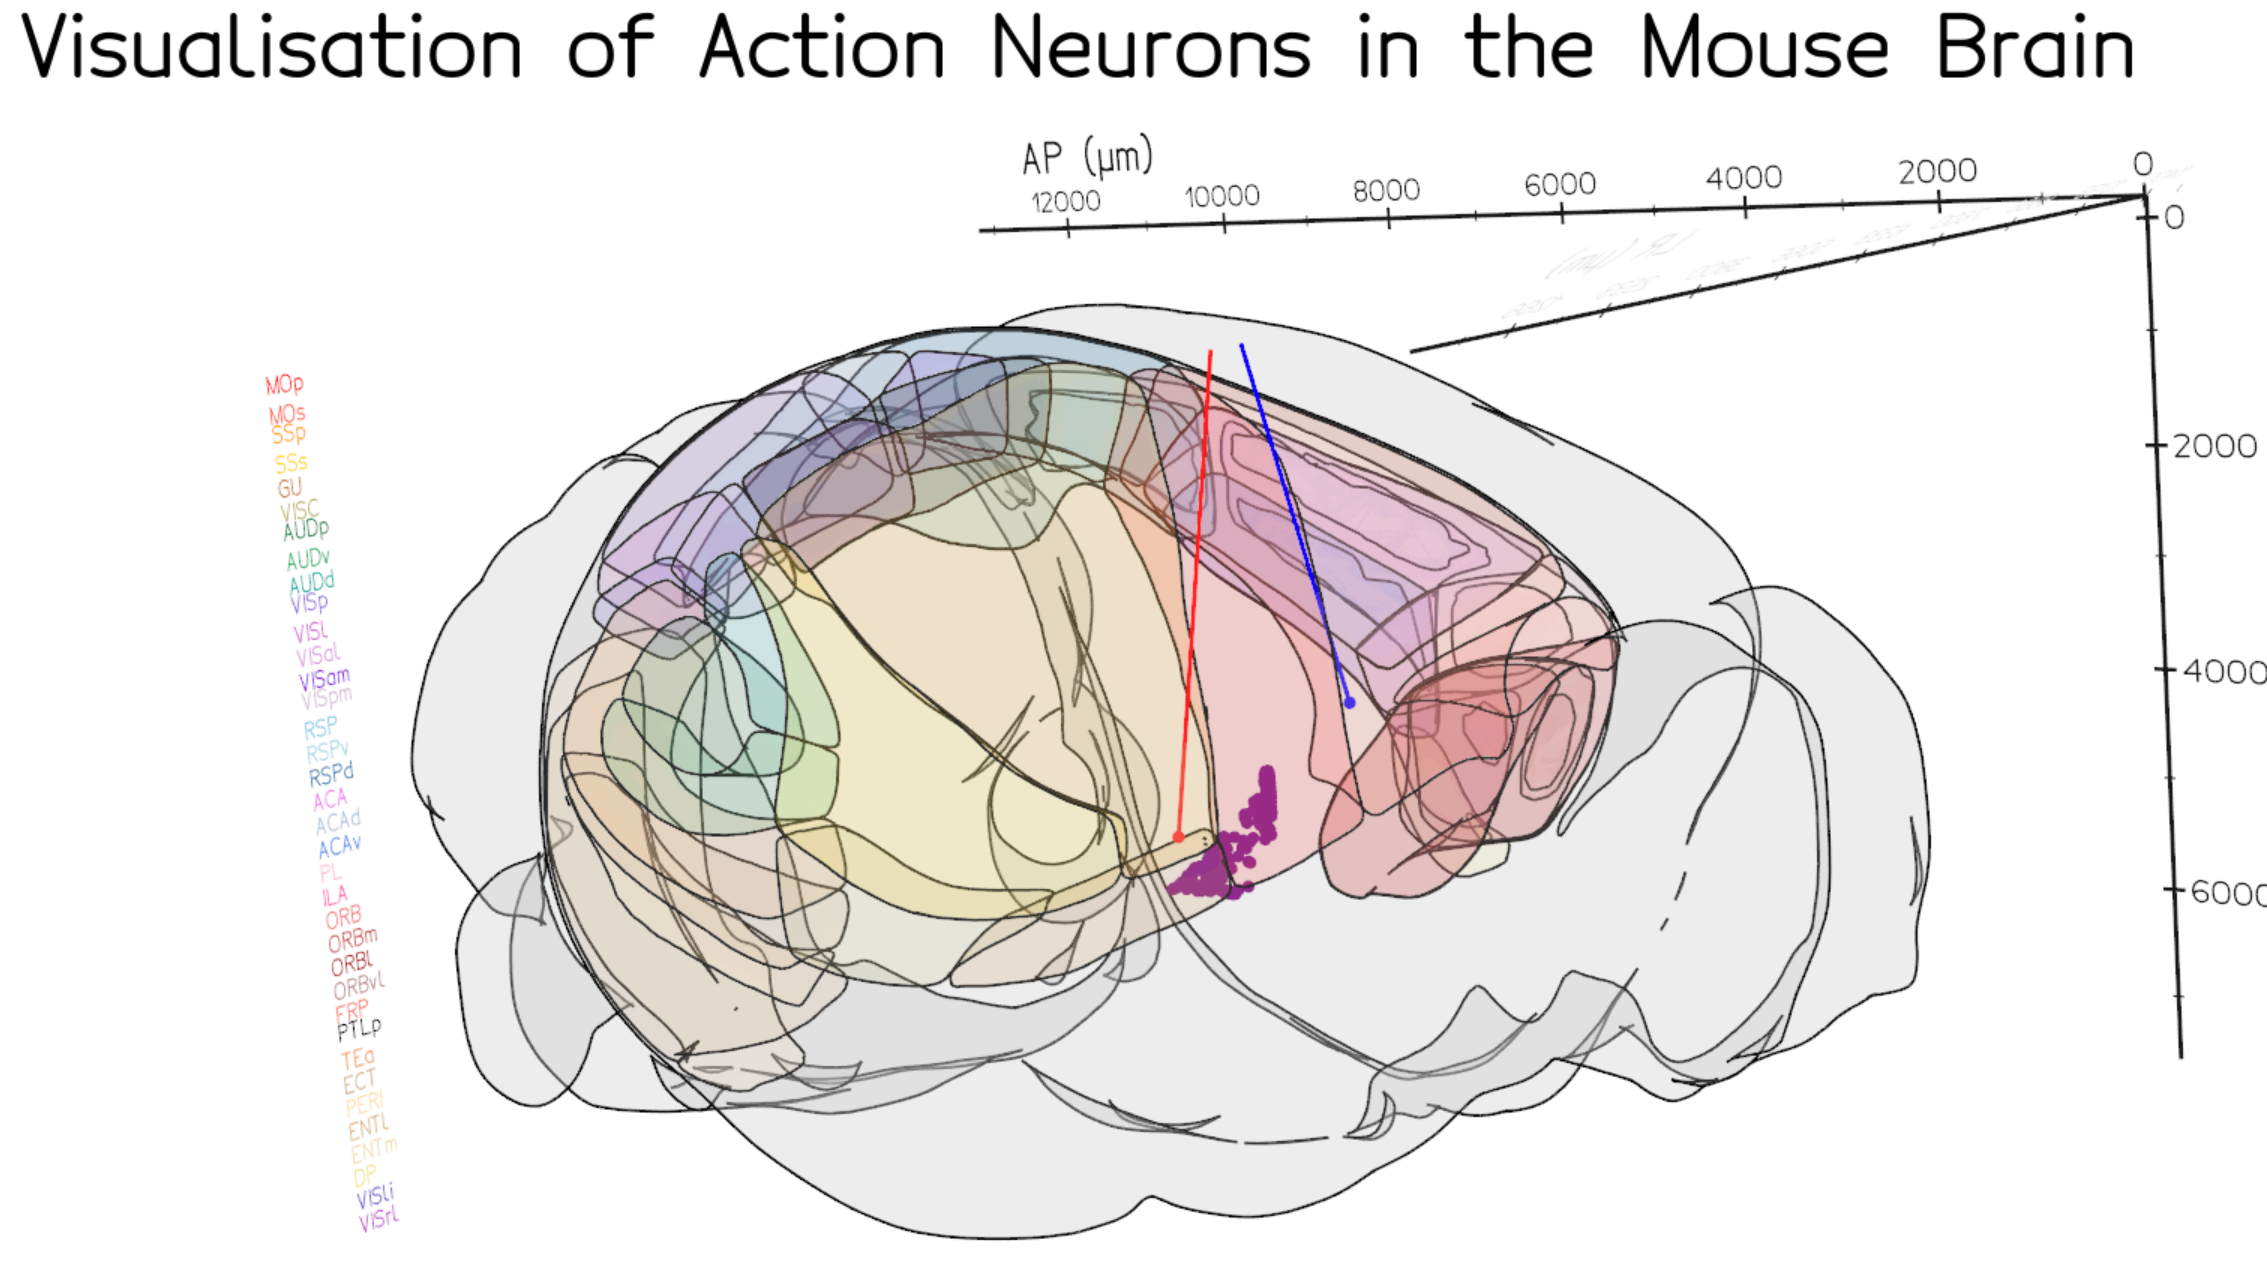 Visualisation of Action Neurons in the Mouse Brain
AP (μm)
12000 10000 8000 6000 4000 2000 0
0
2000
4000
6000
MOp
MOs
SSp
SSs
GU
VISC
AUDp
AUDv
AUDd
VISp
VISl
VISal
VISam
VISpm
RSP
RSPv
RSPd
ACA
ACAd
ACAv
PL
ILA
ORB
ORBm
ORBl
ORBvl
FRP
PTLp
TEa
ECT
PERI
ENTl
ENTm
DP
VISli
VISrl